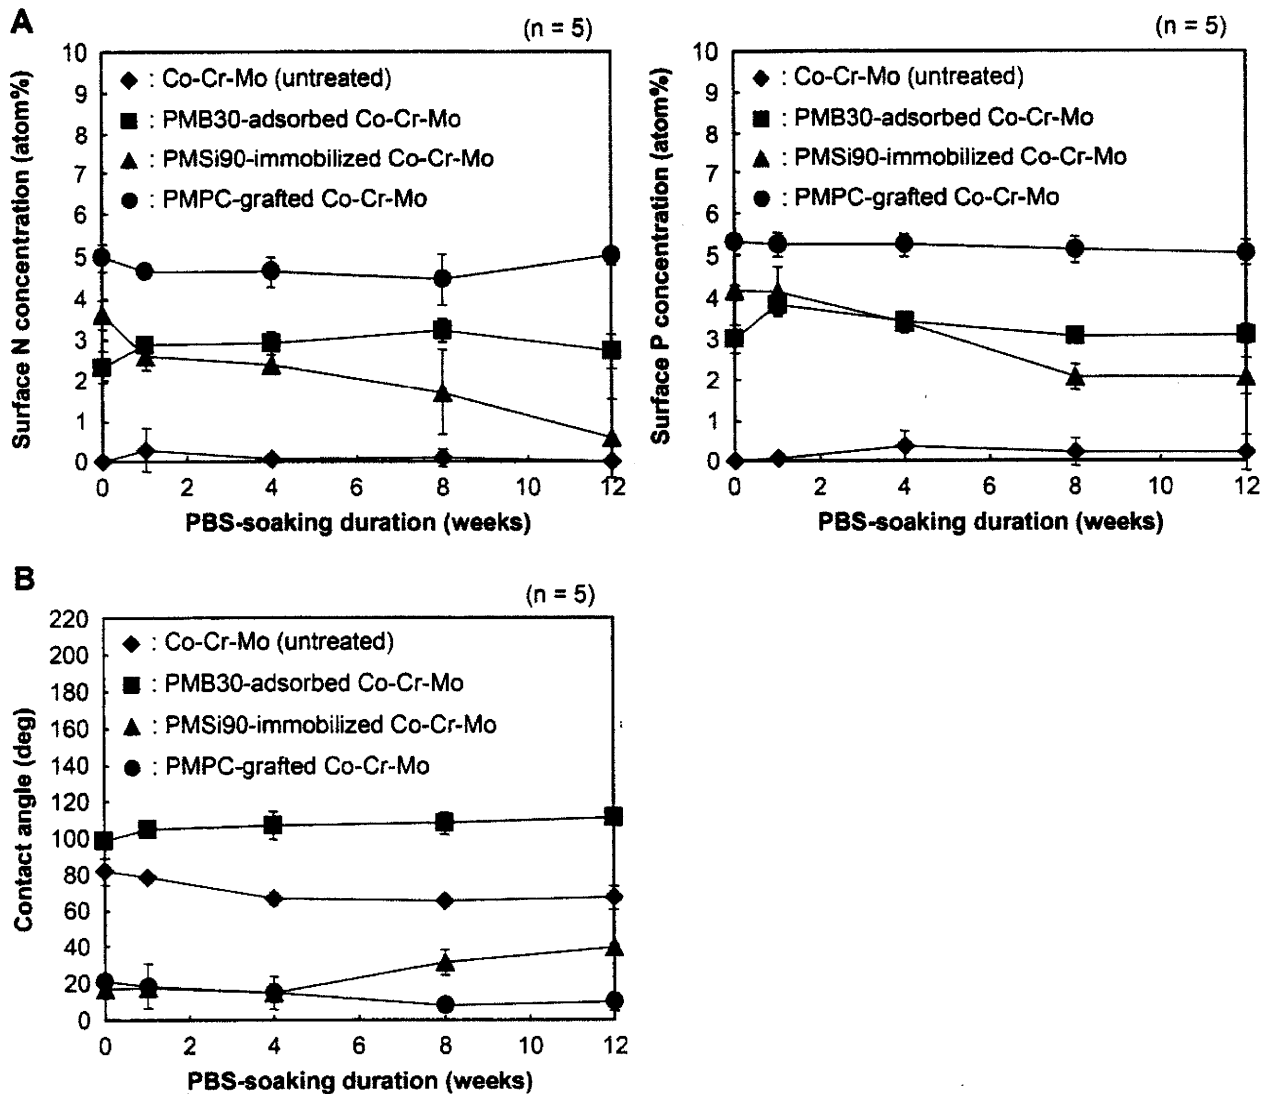 A
(n = 5)
10
9
8
7
6
5
4
3
2
1
0
Surface N concentration (atom%)
: Co-Cr-Mo (untreated)
: PMB30-adsorbed Co-Cr-Mo
: PMSi90-immobilized Co-Cr-Mo
: PMPC-grafted Co-Cr-Mo
0 2 4 6 8 10 12
PBS-soaking duration (weeks)
(n = 5)
10
9
8
7
6
5
4
3
2
1
0
Surface P concentration (atom%)
: Co-Cr-Mo (untreated)
: PMB30-adsorbed Co-Cr-Mo
: PMSi90-immobilized Co-Cr-Mo
: PMPC-grafted Co-Cr-Mo
0 2 4 6 8 10 12
PBS-soaking duration (weeks)
B
(n = 5)
220
200
180
160
140
120
100
80
60
40
20
0
Contact angle (deg)
: Co-Cr-Mo (untreated)
: PMB30-adsorbed Co-Cr-Mo
: PMSi90-immobilized Co-Cr-Mo
: PMPC-grafted Co-Cr-Mo
0 2 4 6 8 10 12
PBS-soaking duration (weeks)